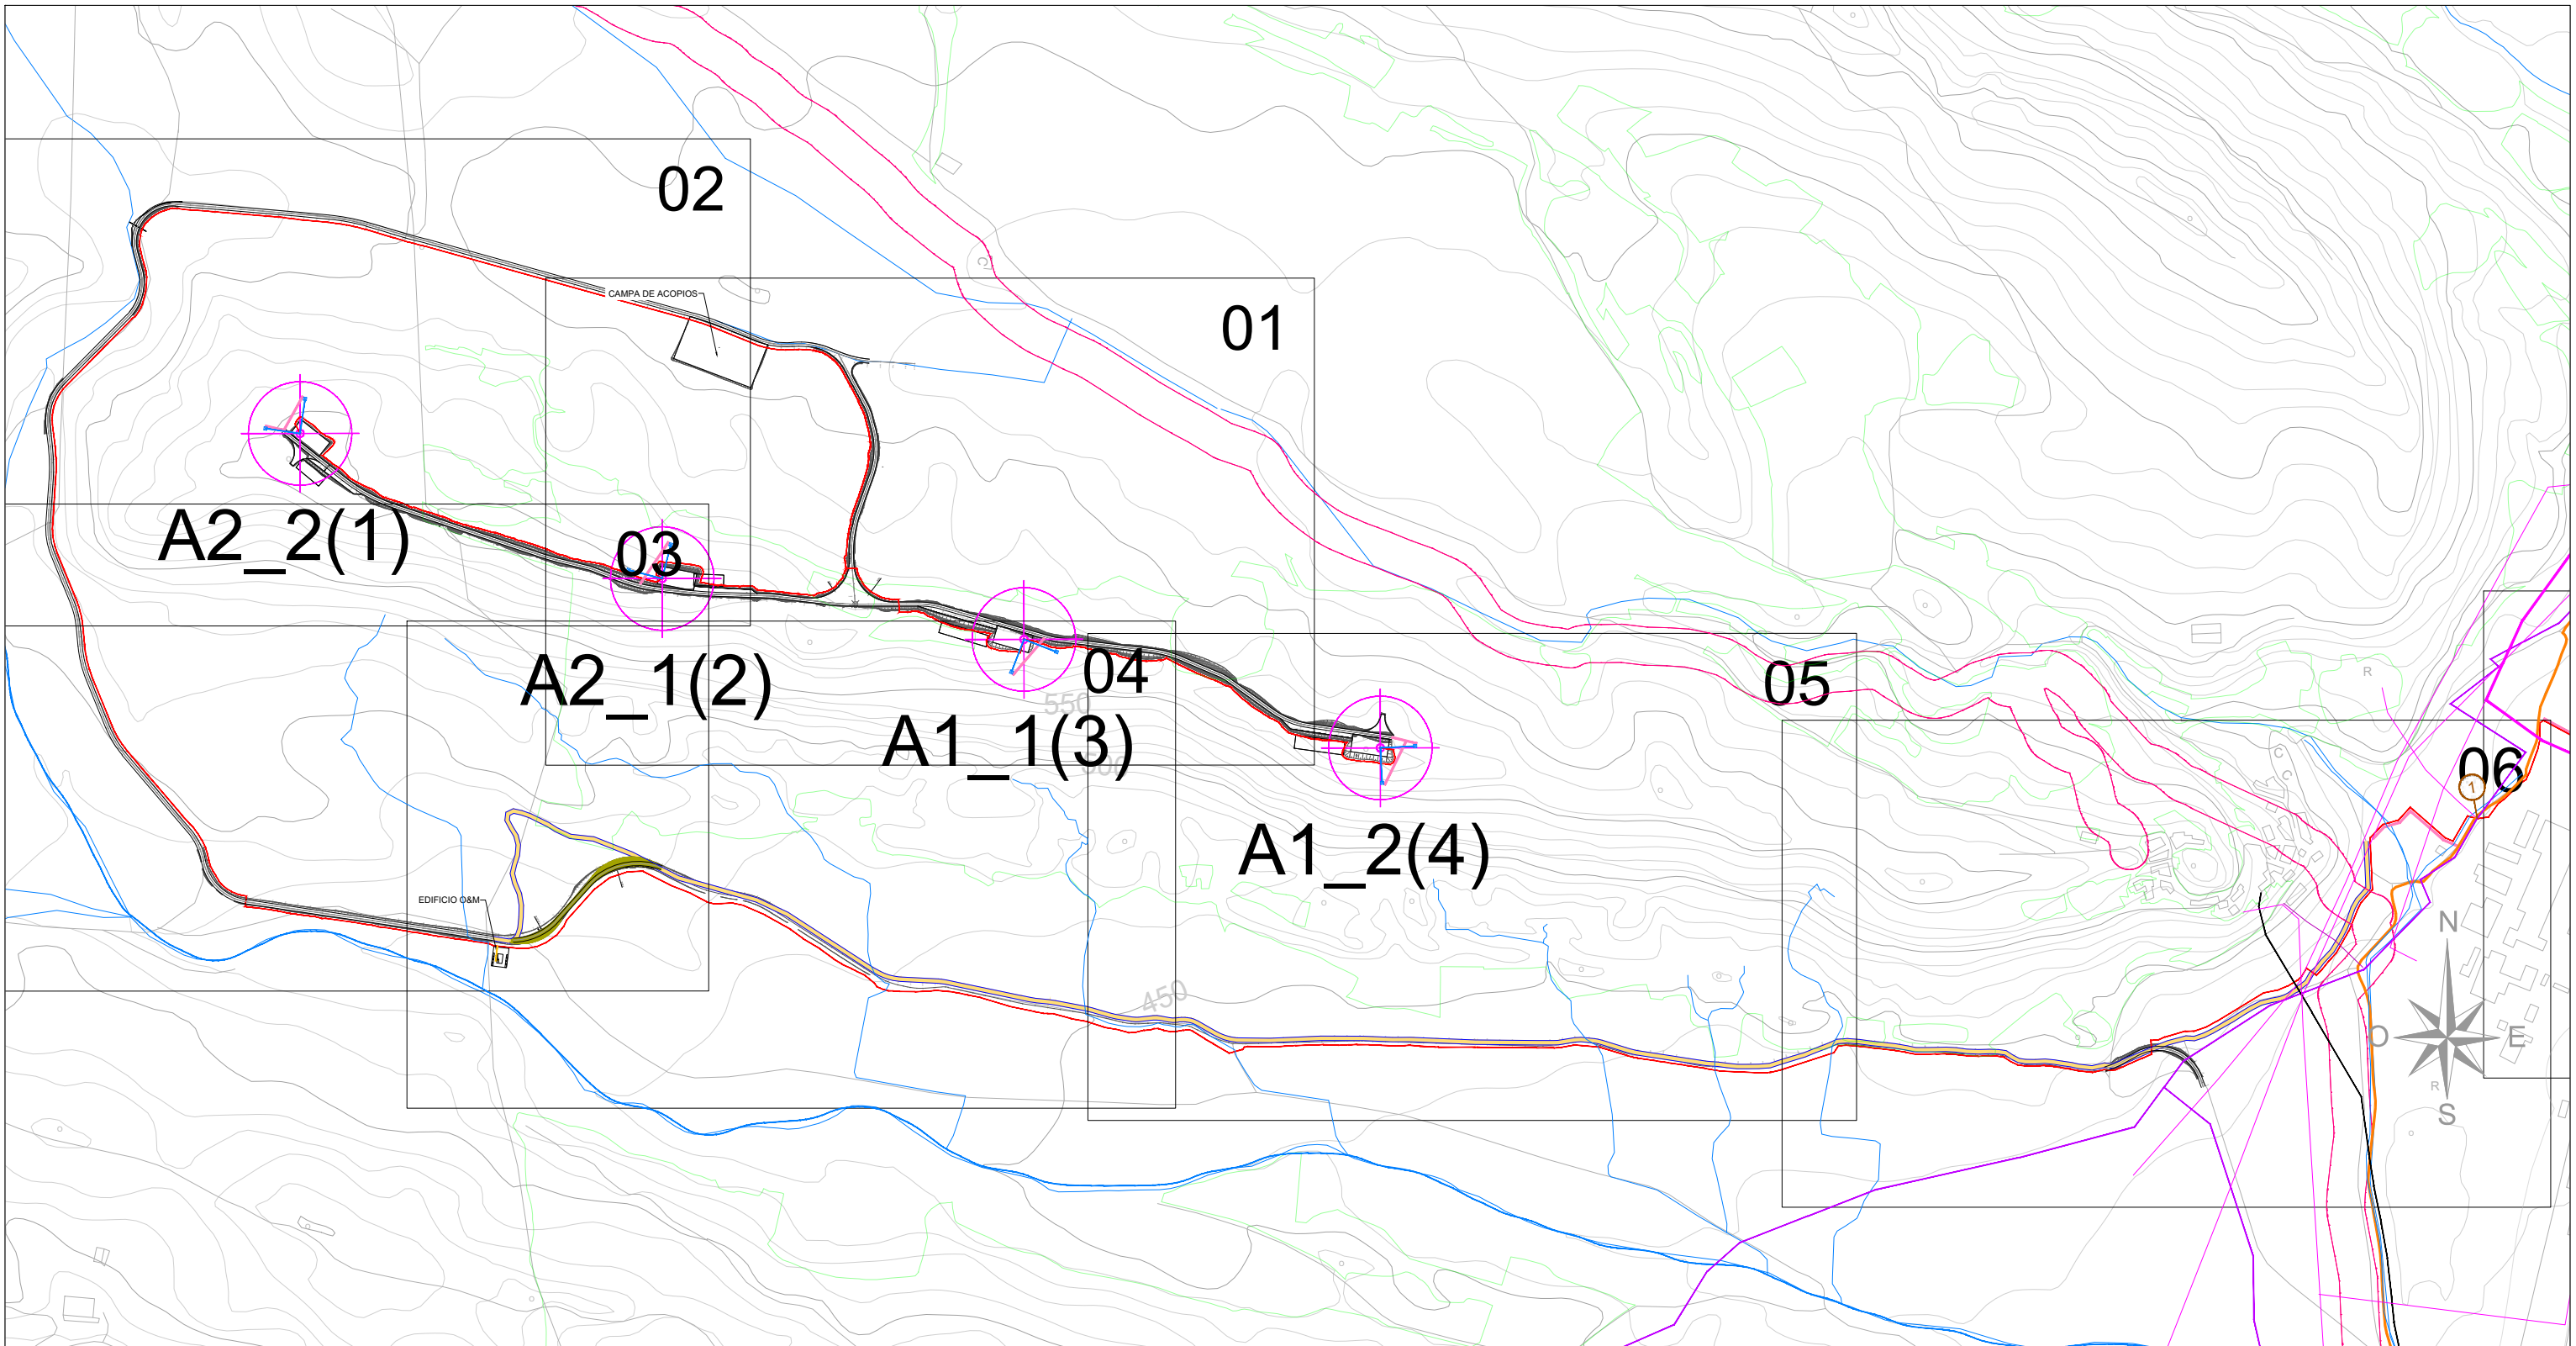 02
CAMPA DE ACOPIOS
C
01
A2_2(1)
03
A2_1(2)
550
04
A1_1(3)
05
R
06
1
C
C
A1_2(4)
EDIFICIO O&M
450
N
O
E
R
S